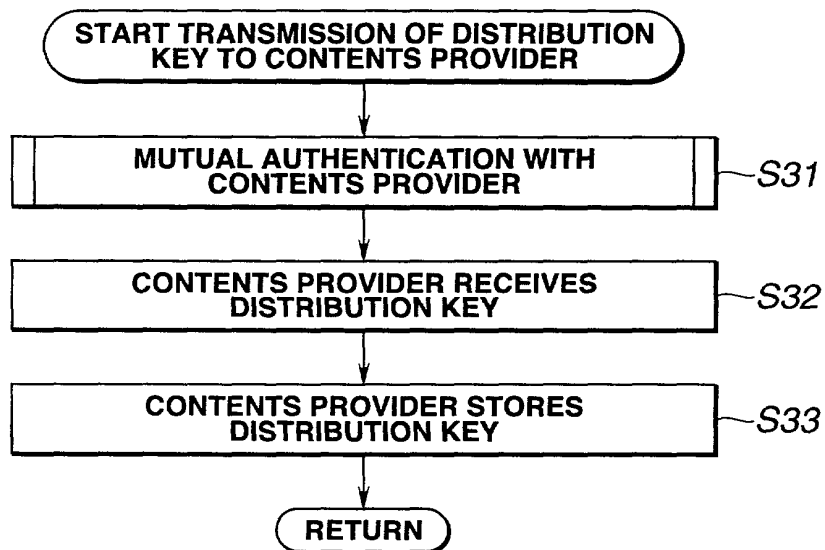 START TRANSMISSION OF DISTRIBUTION
KEY TO CONTENTS PROVIDER
MUTUAL AUTHENTICATION WITH
CONTENTS PROVIDER
S31
CONTENTS PROVIDER RECEIVES
DISTRIBUTION KEY
S32
CONTENTS PROVIDER STORES
DISTRIBUTION KEY
S33
RETURN